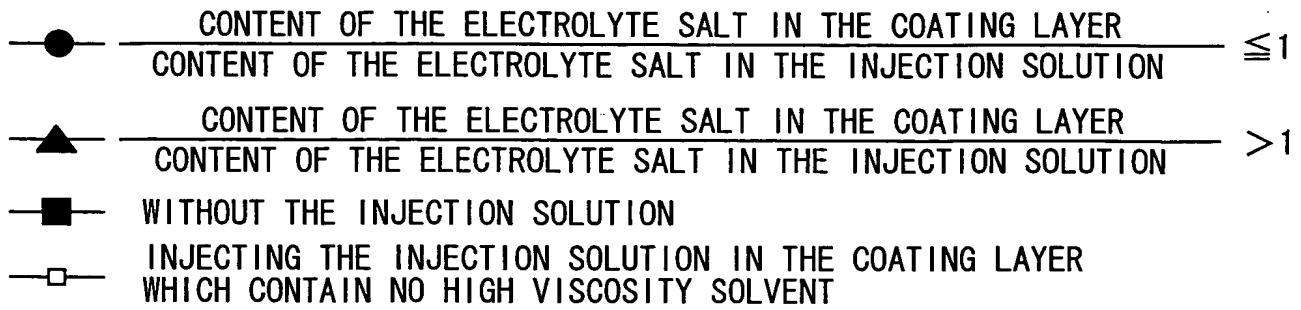 CONTENT OF THE ELECTROLYTE SALT IN THE COATING LAYER
CONTENT OF THE ELECTROLYTE SALT IN THE INJECTION SOLUTION ≦1
CONTENT OF THE ELECTROLYTE SALT IN THE COATING LAYER
CONTENT OF THE ELECTROLYTE SALT IN THE INJECTION SOLUTION >1
WITHOUT THE INJECTION SOLUTION
INJECTING THE INJECTION SOLUTION IN THE COATING LAYER
WHICH CONTAIN NO HIGH VISCOSITY SOLVENT